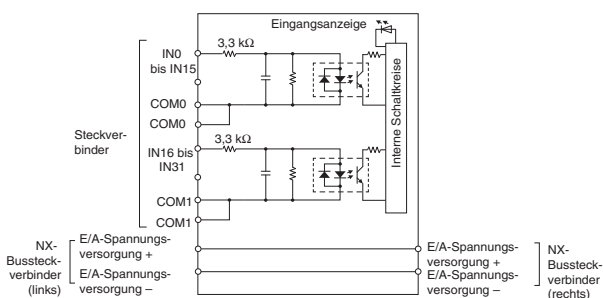 Eingangsanzeige
3,3 kΩ
IN0
bis IN15
COM0
COM0
Steckver-
binder
3,3 kΩ
IN16 bis
IN31
COM1
COM1
Interne Schaltkreise
NX-
Bussteck-
verbinder
(links)
E/A-Spannungs-
versorgung +
E/A-Spannungs-
versorgung –
E/A-Spannungs-
versorgung +
E/A-Spannungs-
versorgung –
NX-
Bussteck-
verbinder
(rechts)